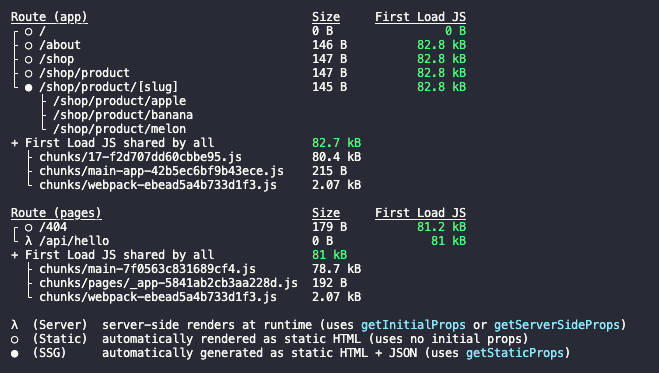 Route (app) Size First Load JS
┌ ○ / 0 B 0 B
├ ○ /about 146 B 82.8 kB
├ ○ /shop 147 B 82.8 kB
├ ○ /shop/product 147 B 82.8 kB
└ ● /shop/product/[slug] 145 B 82.8 kB
├ /shop/product/apple
├ /shop/product/banana
└ /shop/product/melon
+ First Load JS shared by all 82.7 kB
├ chunks/17-f2d707dd60cbbe95.js 80.4 kB
├ chunks/main-app-42b5ec6bf9b43ece.js 215 B
└ chunks/webpack-ebead5a4b733d1f3.js 2.07 kB
Route (pages) Size First Load JS
┌ ○ /404 179 B 81.2 kB
└ λ /api/hello 0 B 81 kB
+ First Load JS shared by all 81 kB
├ chunks/main-7f0563c831689cf4.js 78.7 kB
├ chunks/pages/_app-5841ab2cb3aa228d.js 192 B
└ chunks/webpack-ebead5a4b733d1f3.js 2.07 kB
λ (Server) server-side renders at runtime (uses getInitialProps or getServerSideProps)
○ (Static) automatically rendered as static HTML (uses no initial props)
● (SSG) automatically generated as static HTML + JSON (uses getStaticProps)